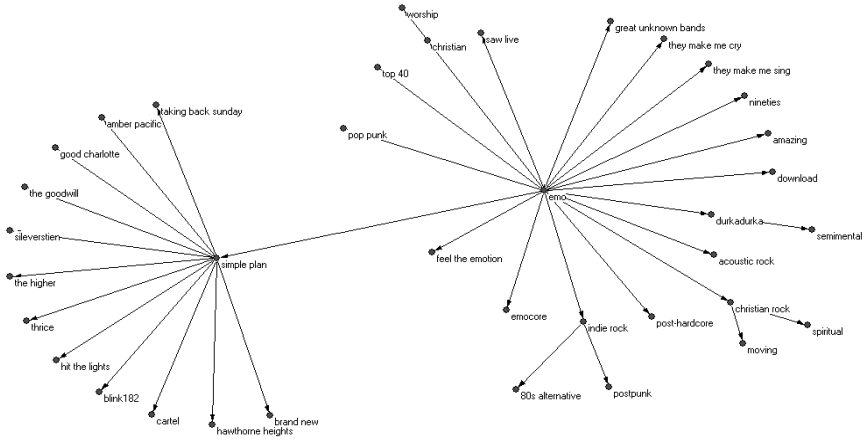 worship
christian
saw live
great unknown bands
they make me cry
they make me sing
top 40
nineties
taking back sunday
amber pacific
pop punk
amazing
good charlotte
download
the goodwill
emo
durkadurka
semimental
sileverstien
feel the emotion
acoustic rock
simple plan
the higher
christian rock
emocore
thrice
indie rock
post-hardcore
spiritual
moving
hit the lights
80s alternative
postpunk
blink182
cartel
brand new
hawthorne heights